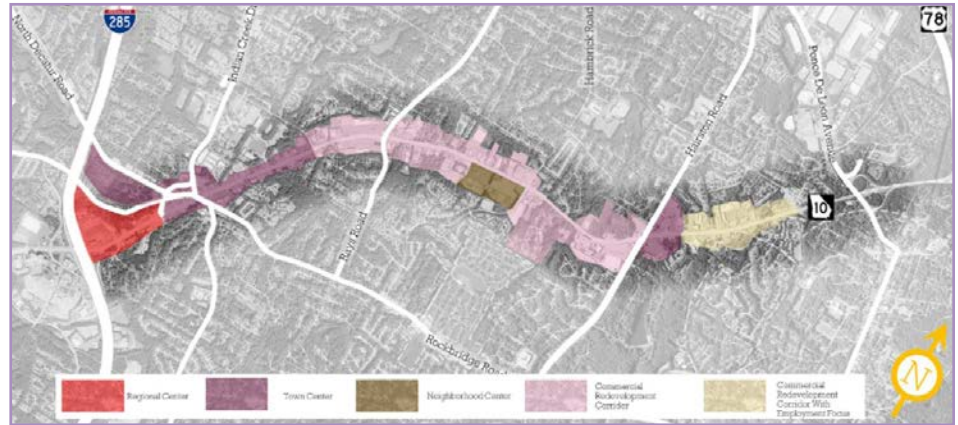 285
78
North Decatur Road
Indian Creek D
Hambrick Road
Ponce De Leon Avenue
Hairston Road
10
Rays Road
Rockbridge Road
Regional Center
Town Center
Neighborhood Center
Commercial
Redevelopment
Corridor
Commercial
Redevelopment
Corridor With
Employment Focus
N